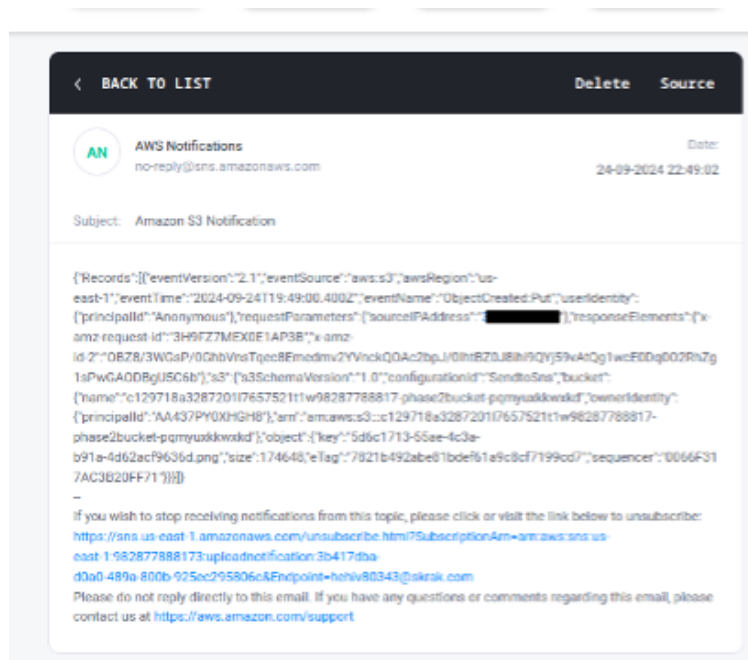 BACK TO LIST Delete Source
AN AWS Notifications Date:
no-reply@sns.amazonaws.com 24-09-2024 22:49:02
Subject: Amazon S3 Notification
{"Records":[{"eventVersion":"2.1","eventSource":"aws:s3","awsRegion":"us-
east-1","eventTime":"2024-09-24T19:49:00.400Z","eventName":"ObjectCreated:Put","userIdentity":
{"principalId":"Anonymous"},"requestParameters":{"sourceIPAddress": "},"responseElements":{"x-
amz-request-id":"3H9FZ7MEX0E1AP3B","x-amz-
{"name":"c129718a3287201l7657521t1w98287788817-phase2bucket-pqmyuxkkwxkd","ownerIdentity":
{"principalId":"AA437PY0XHGH8"},"arn":"arn:aws:s3:::c129718a3287201l7657521t1w98287788817-
phase2bucket-pqmyuxkkwxkd"},"object":{"key":"5d6c1713-55ae-4c3a-
b91a-4d62acf9636d.png","size":174648,"eTag":"7821b492abe81bdef61a9c8cf7199cd7","sequencer":"0066F31
7AC3B20FF71"}}}]}
--
If you wish to stop receiving notifications from this topic, please click or visit the link below to unsubscribe:
https://sns.us-east-1.amazonaws.com/unsubscribe.html?SubscriptionArn=arn:aws:sns:us-
east-1:982877888173:uploadnotification:3b417dba-
d0a0-489a-800b-925ec295806c&Endpoint=hehiv80343@skrak.com
Please do not reply directly to this email. If you have any questions or comments regarding this email, please
contact us at https://aws.amazon.com/support